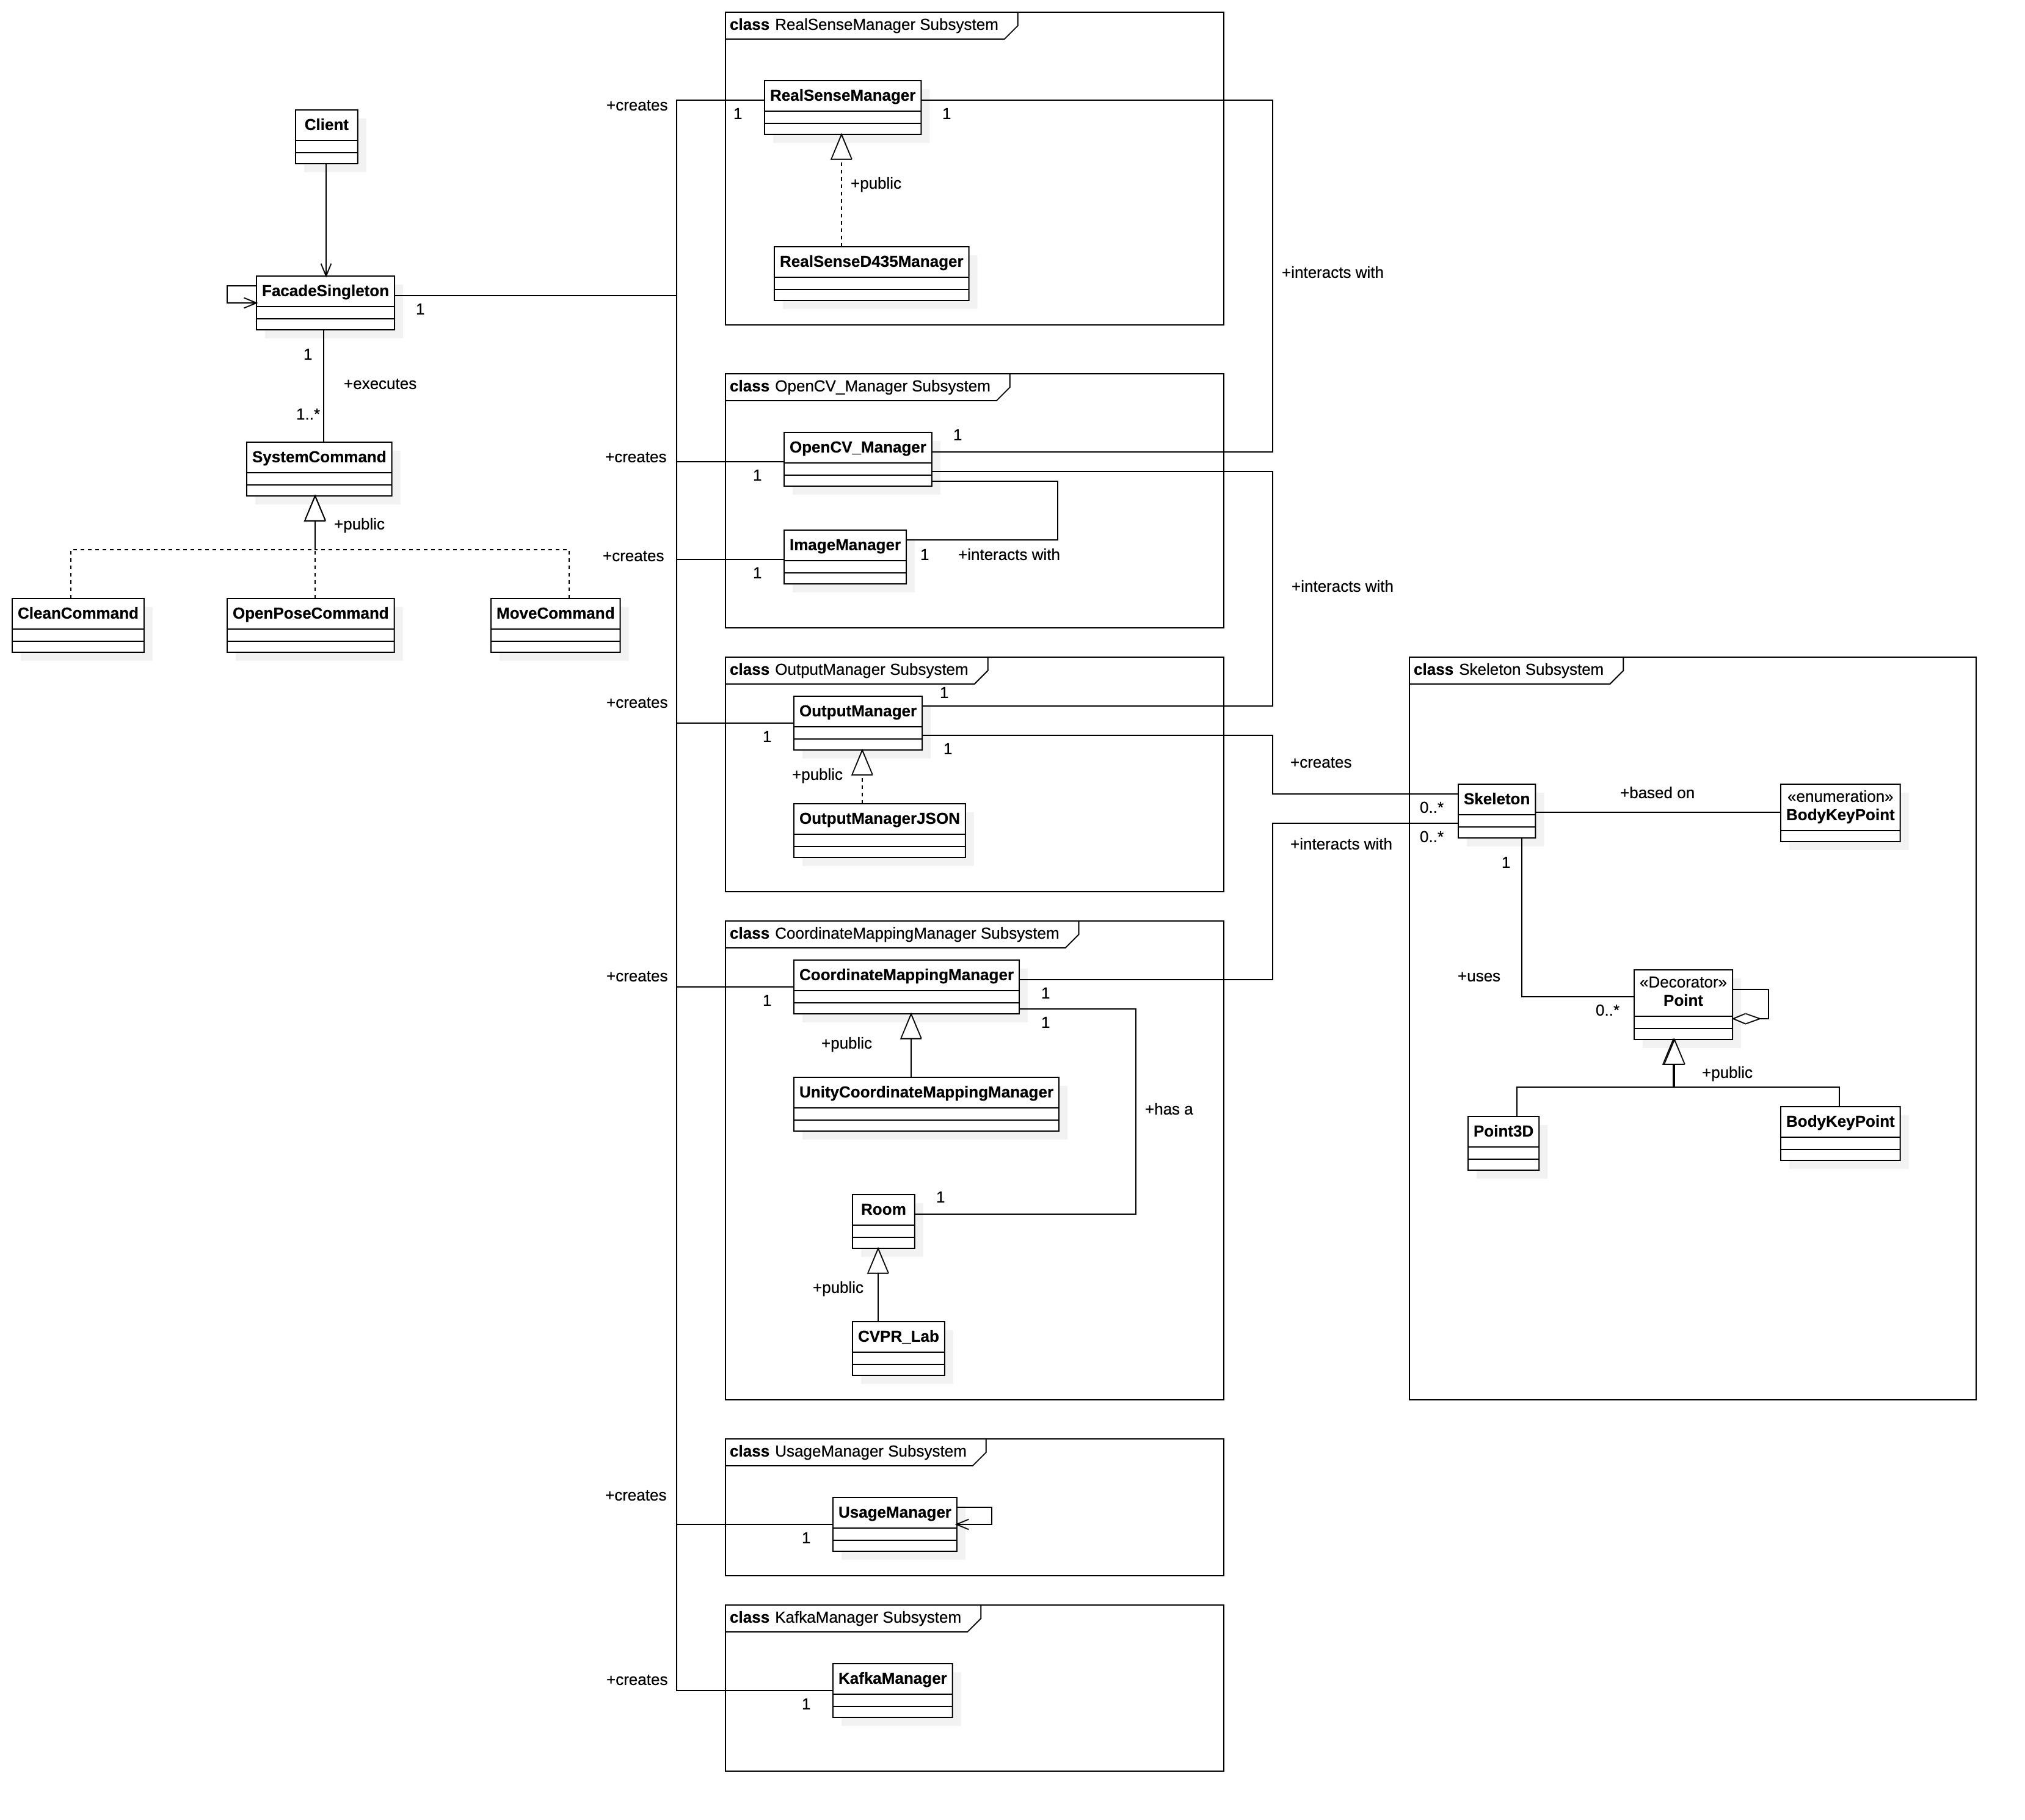 class RealSenseManager Subsystem
RealSenseManager
+creates
1
1
Client
+public
RealSenseD435Manager
+interacts with
FacadeSingleton
1
1
+executes
1..*
SystemCommand
+public
CleanCommand
OpenPoseCommand
MoveCommand
class OpenCV_Manager Subsystem
1
OpenCV_Manager
+creates
1
ImageManager
+creates
1
+interacts with
1
+interacts with
class OutputManager Subsystem
1
+creates
OutputManager
1
1
+public
OutputManagerJSON
+creates
class Skeleton Subsystem
0..*
Skeleton
+based on
«enumeration»
BodyKeyPoint
+interacts with
0..*
1
+uses
«Decorator»
Point
0..*
+public
Point3D
BodyKeyPoint
class CoordinateMappingManager Subsystem
+creates
CoordinateMappingManager
1
1
1
+public
UnityCoordinateMappingManager
+has a
1
Room
+public
CVPR_Lab
class UsageManager Subsystem
+creates
UsageManager
1
class KafkaManager Subsystem
+creates
KafkaManager
1